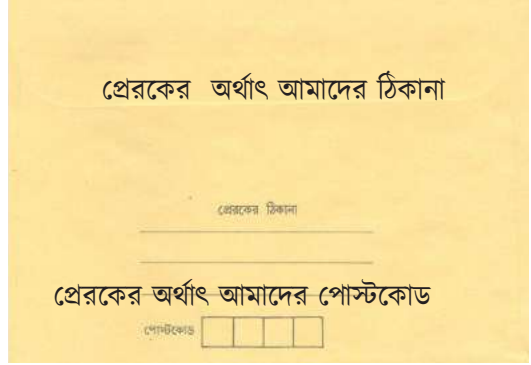 প্রেরকের অর্থাৎ আমাদের ঠিকানা
প্রেরকের ঠিকানা
প্রেরকের অর্থাৎ আমাদের পোস্টকোড
পোস্টকোড